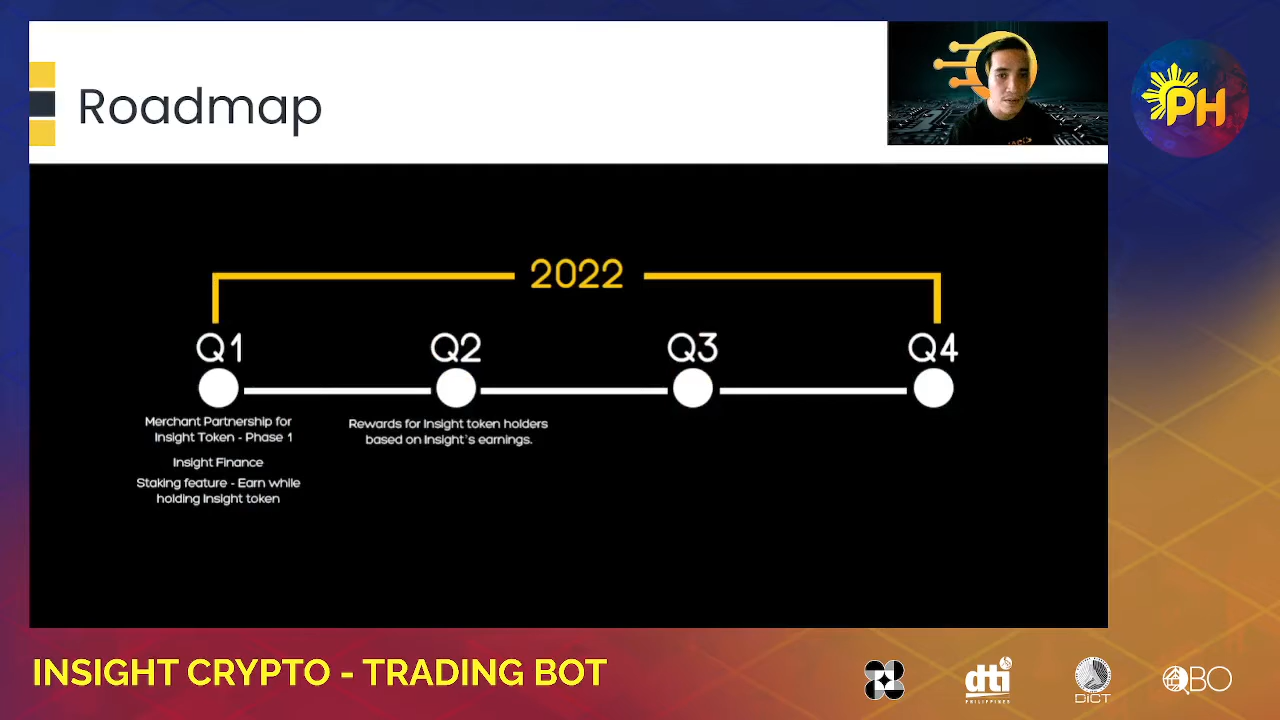 Roadmap
PH
2022
Q1
Q2
Q3
Q4
Merchant Partnership for
Insight Token - Phase 1
Insight Finance
Staking feature - Earn while
holding Insight token
Rewards for Insight token holders
based on Insight's earnings.
INSIGHT CRYPTO - TRADING BOT
dti
PHILIPPINES
DICT
QBO